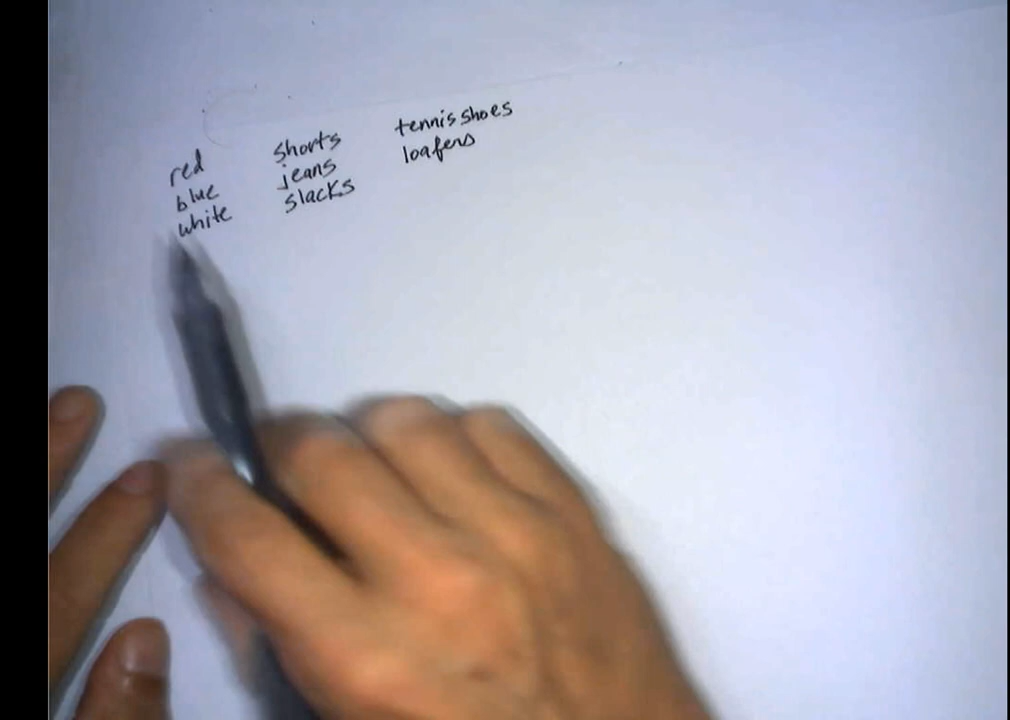 red
blue
white
shorts
jeans
slacks
tennis shoes
loafers